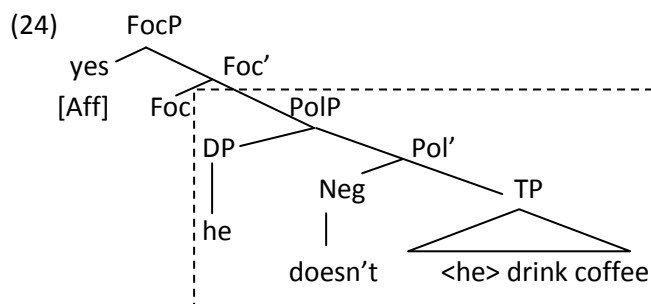 (24) FocP
yes Foc’
[Aff] Foc PolP
DP Pol’
Neg TP
he
doesn’t <he> drink coffee